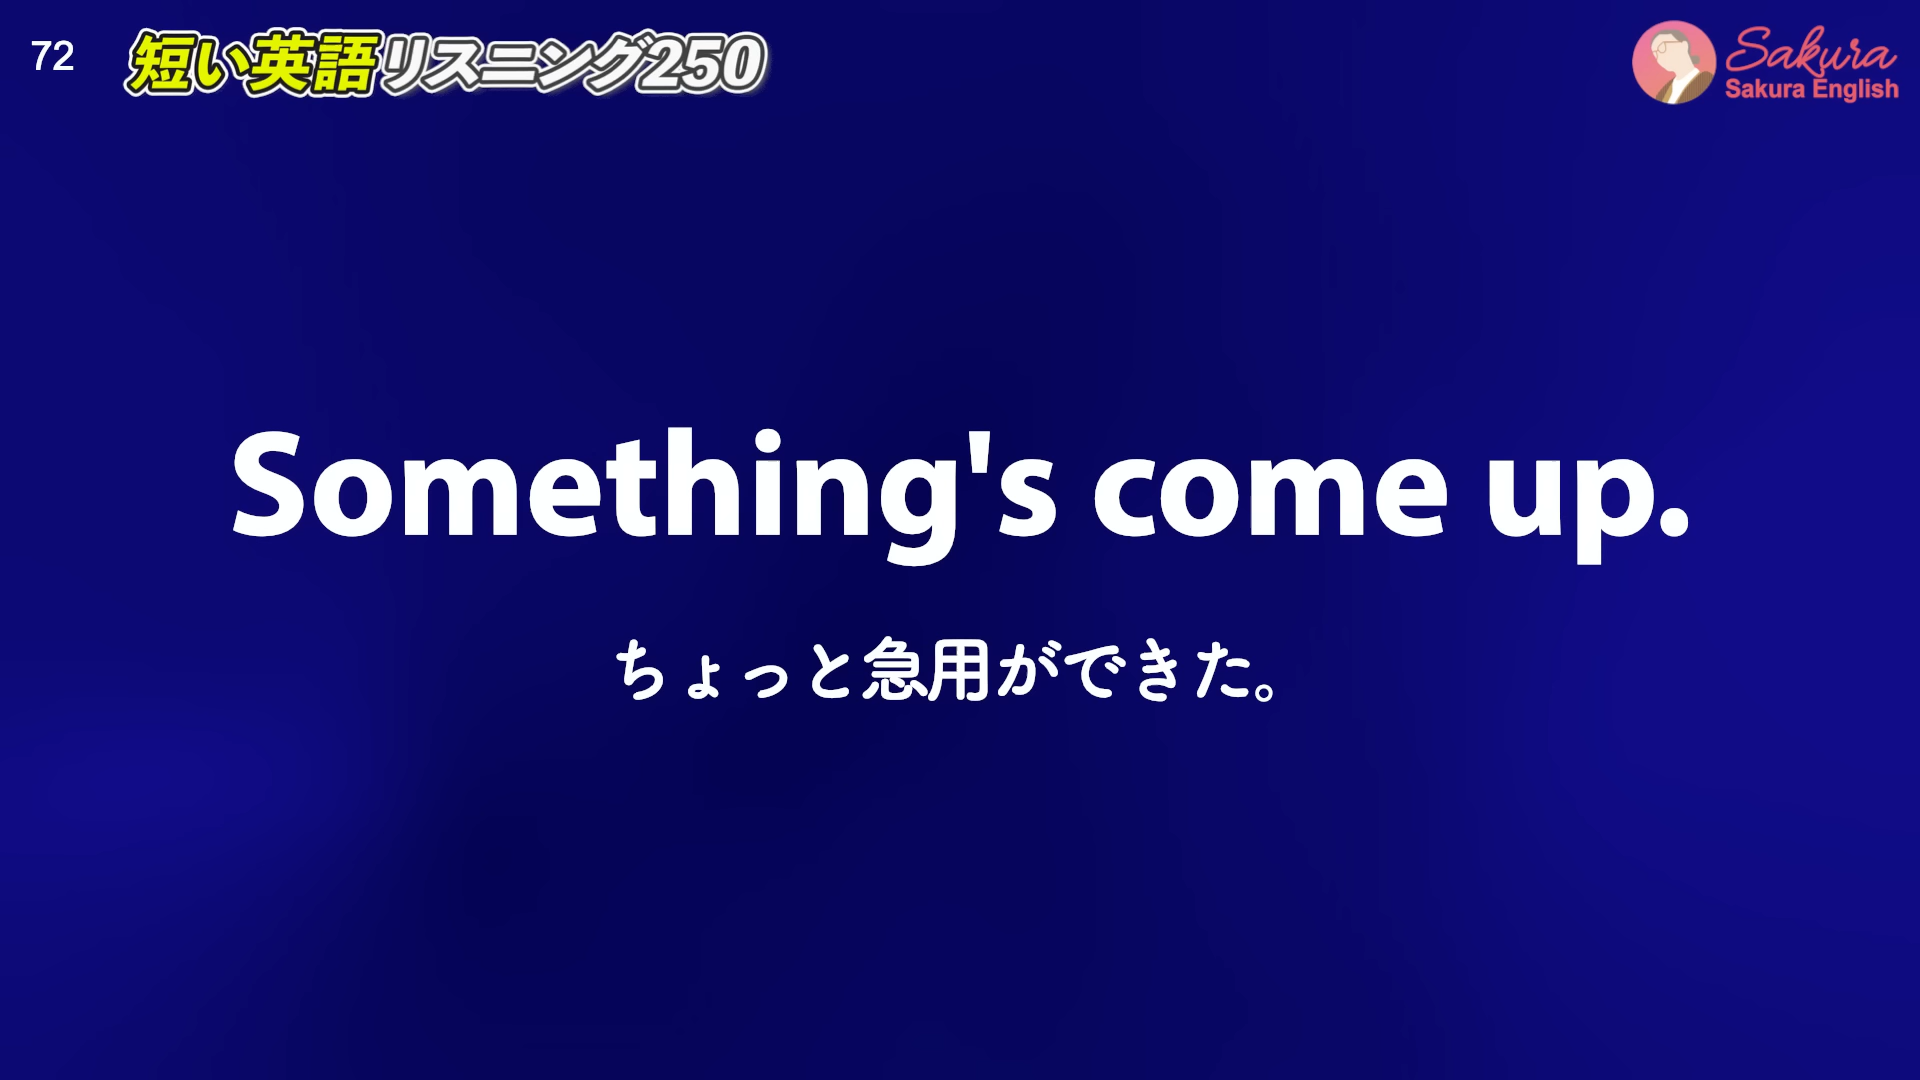 72
短い英語リスニング250
Sakura
Sakura English
Something's come up.
ちょっと急用ができた。